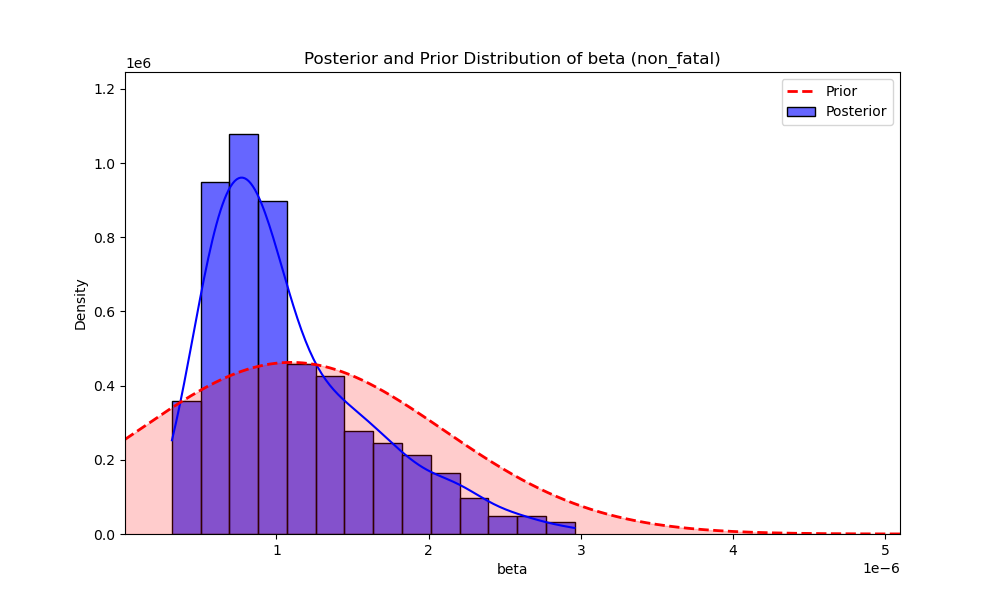 Posterior and Prior Distribution of beta (non_fatal)
1e6
Prior
Posterior
1.2
1.0
0.8
0.6
0.4
0.2
0.0
Density
1 2 3 4 5
1e−6
beta